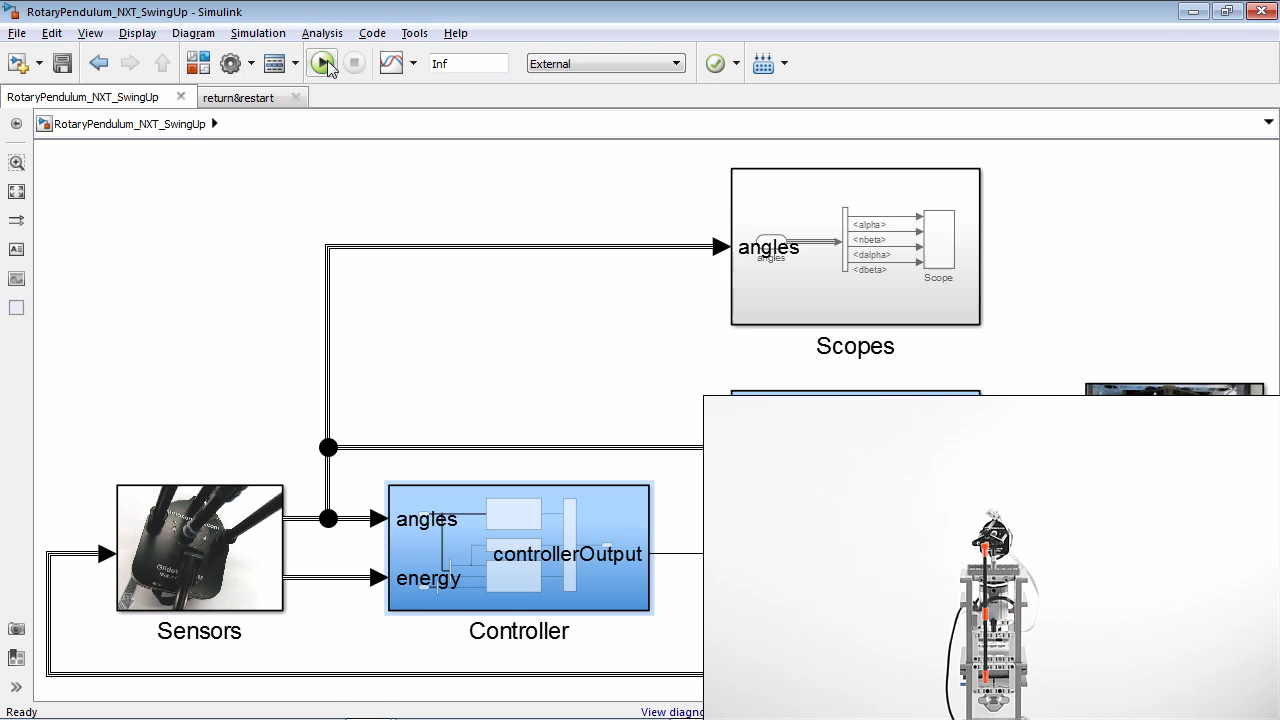 RotaryPendulum_NXT_SwingUp - Simulink
File Edit View Display Diagram Simulation Analysis Code Tools Help
Inf External
RotaryPendulum_NXT_SwingUp return&restart
RotaryPendulum_NXT_SwingUp
angles
angles
<alpha>
<nbeta>
<dalpha>
<dbeta>
Scope
Scopes
angles
energy
controllerOutput
Sensors
Controller
Ready
View diagno